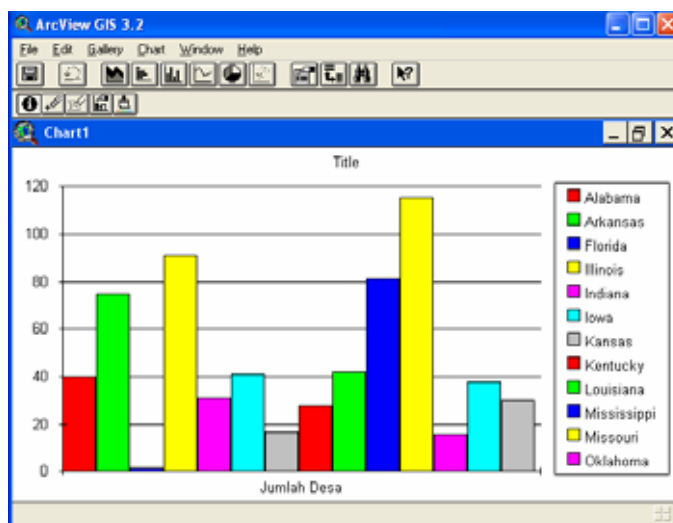 ArcView GIS 3.2
File Edit Gallery Chart Window Help
Chart1
Title
120
100
80
60
40
20
0
Jumlah Desa
Alabama
Arkansas
Florida
Illinois
Indiana
Iowa
Kansas
Kentucky
Louisiana
Mississippi
Missouri
Oklahoma